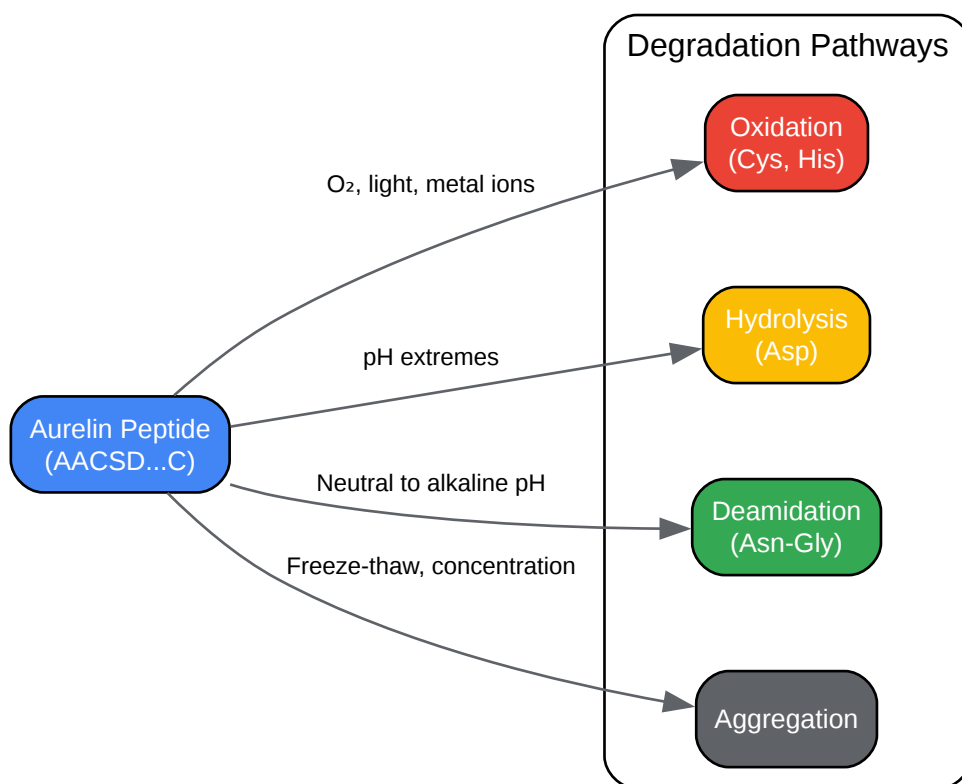 Degradation Pathways
Oxidation
(Cys, His)
O₂, light, metal ions
Hydrolysis
(Asp)
pH extremes
Aurelin Peptide
(AACSD...C)
Neutral to alkaline pH
Deamidation
(Asn-Gly)
Freeze-thaw, concentration
Aggregation